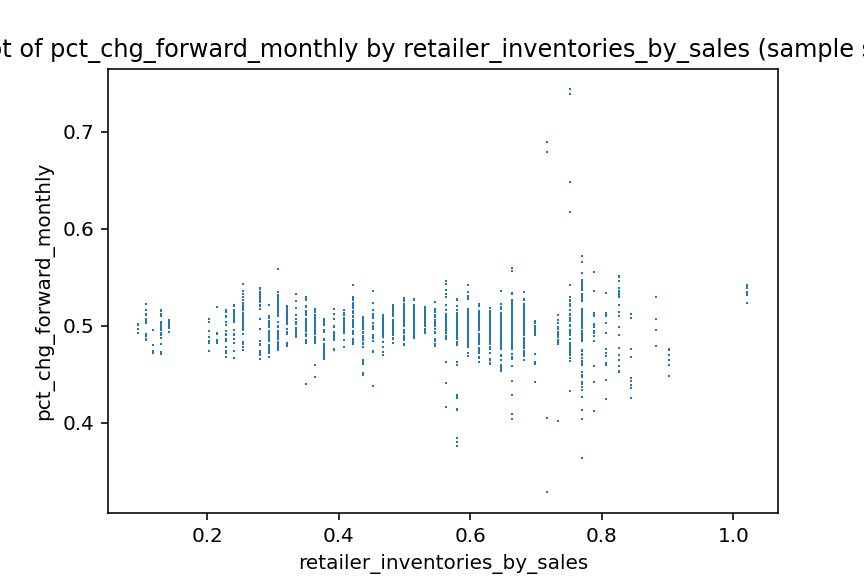 of pct_chg_forward_monthly by retailer_inventories_by_sales (sample
0.7
0.6
0.5
0.4
pct_chg_forward_monthly
0.2 0.4 0.6 0.8 1.0
retailer_inventories_by_sales